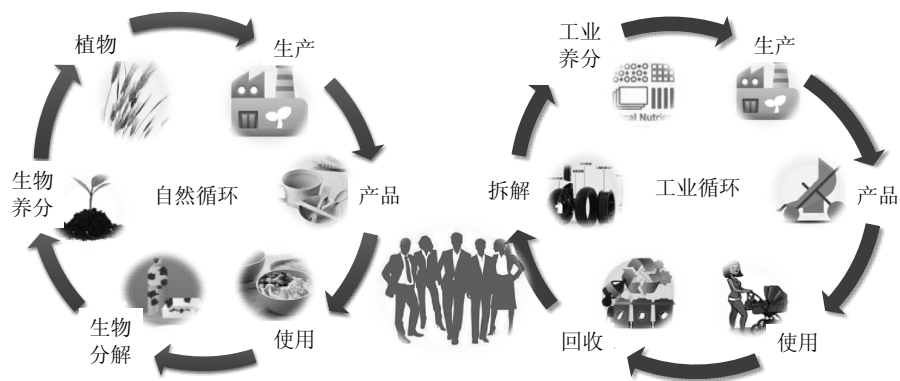 植物
生产
产品
使用
生物
分解
生物
养分
自然循环
工业
养分
生产
产品
使用
回收
拆解
工业循环
ical Nutri